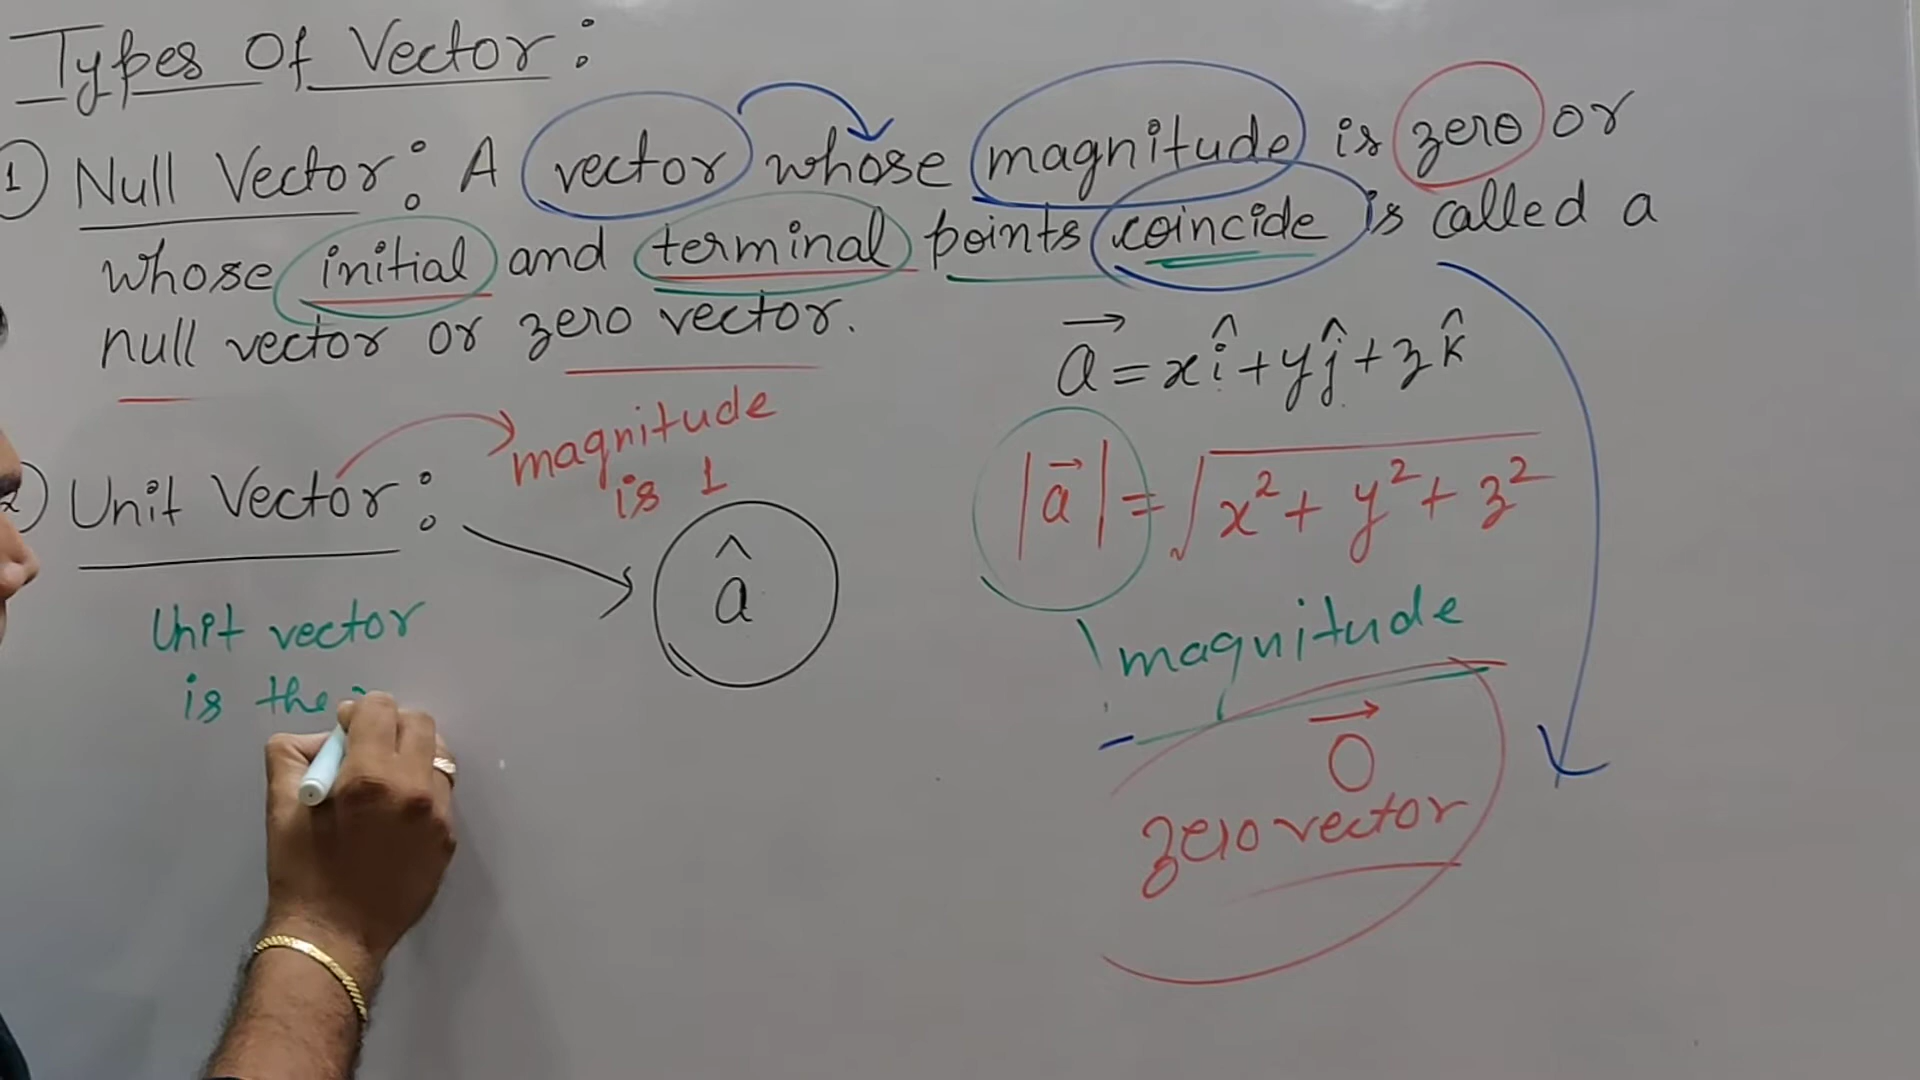 Types Of Vector:
① Null Vector: A vector whose magnitude is zero or
whose initial and terminal points coincide is called a
null vector or zero vector.
a⃗ = xî + yĵ + zk̂
magnitude
is 1
② Unit Vector:
|a⃗| = √x² + y² + z²
â
Unit vector
is the
magnitude
0⃗
zero vector